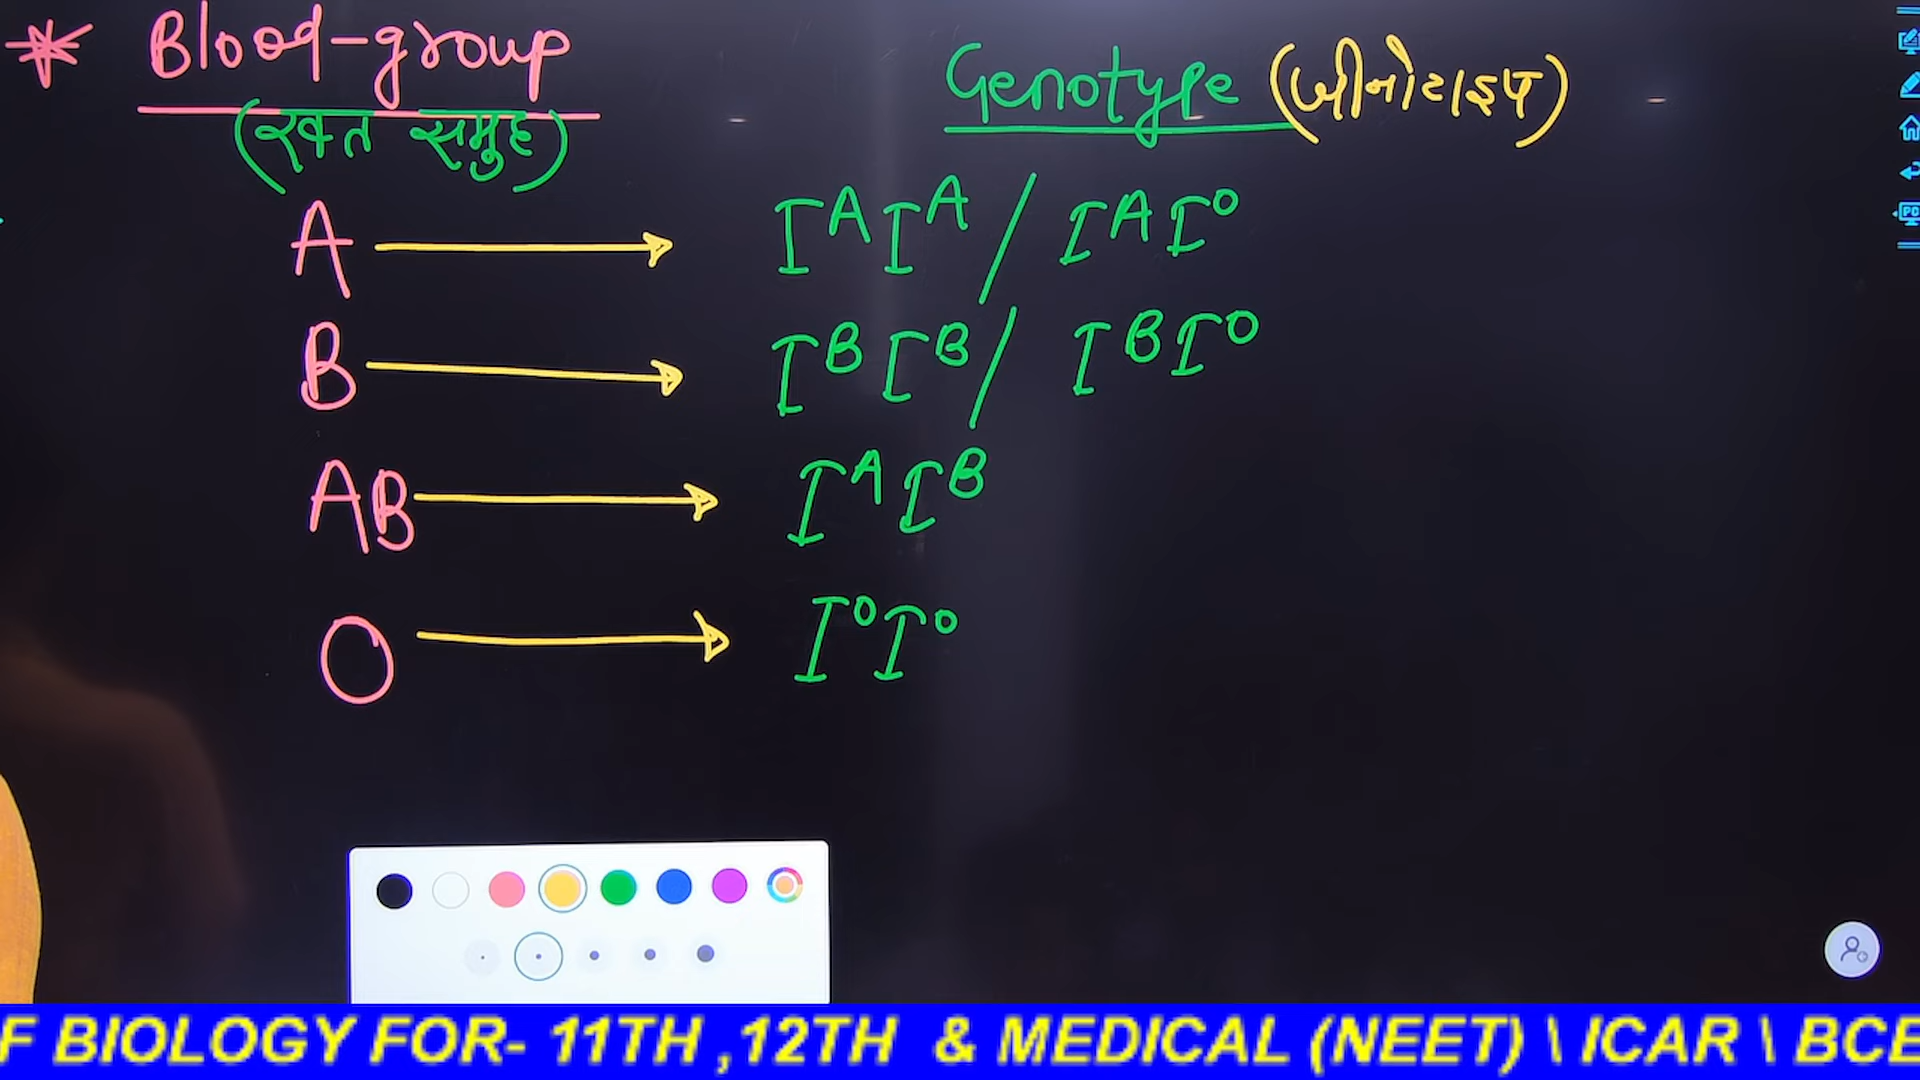 * Blood-group Genotype (जीनोटाइप)
(रक्त समुह)
A → I^A I^A / I^A I^O
B → I^B I^B / I^B I^O
AB → I^A I^B
O → I^O I^O
F BIOLOGY FOR- 11TH ,12TH & MEDICAL (NEET) \ ICAR \ BCE